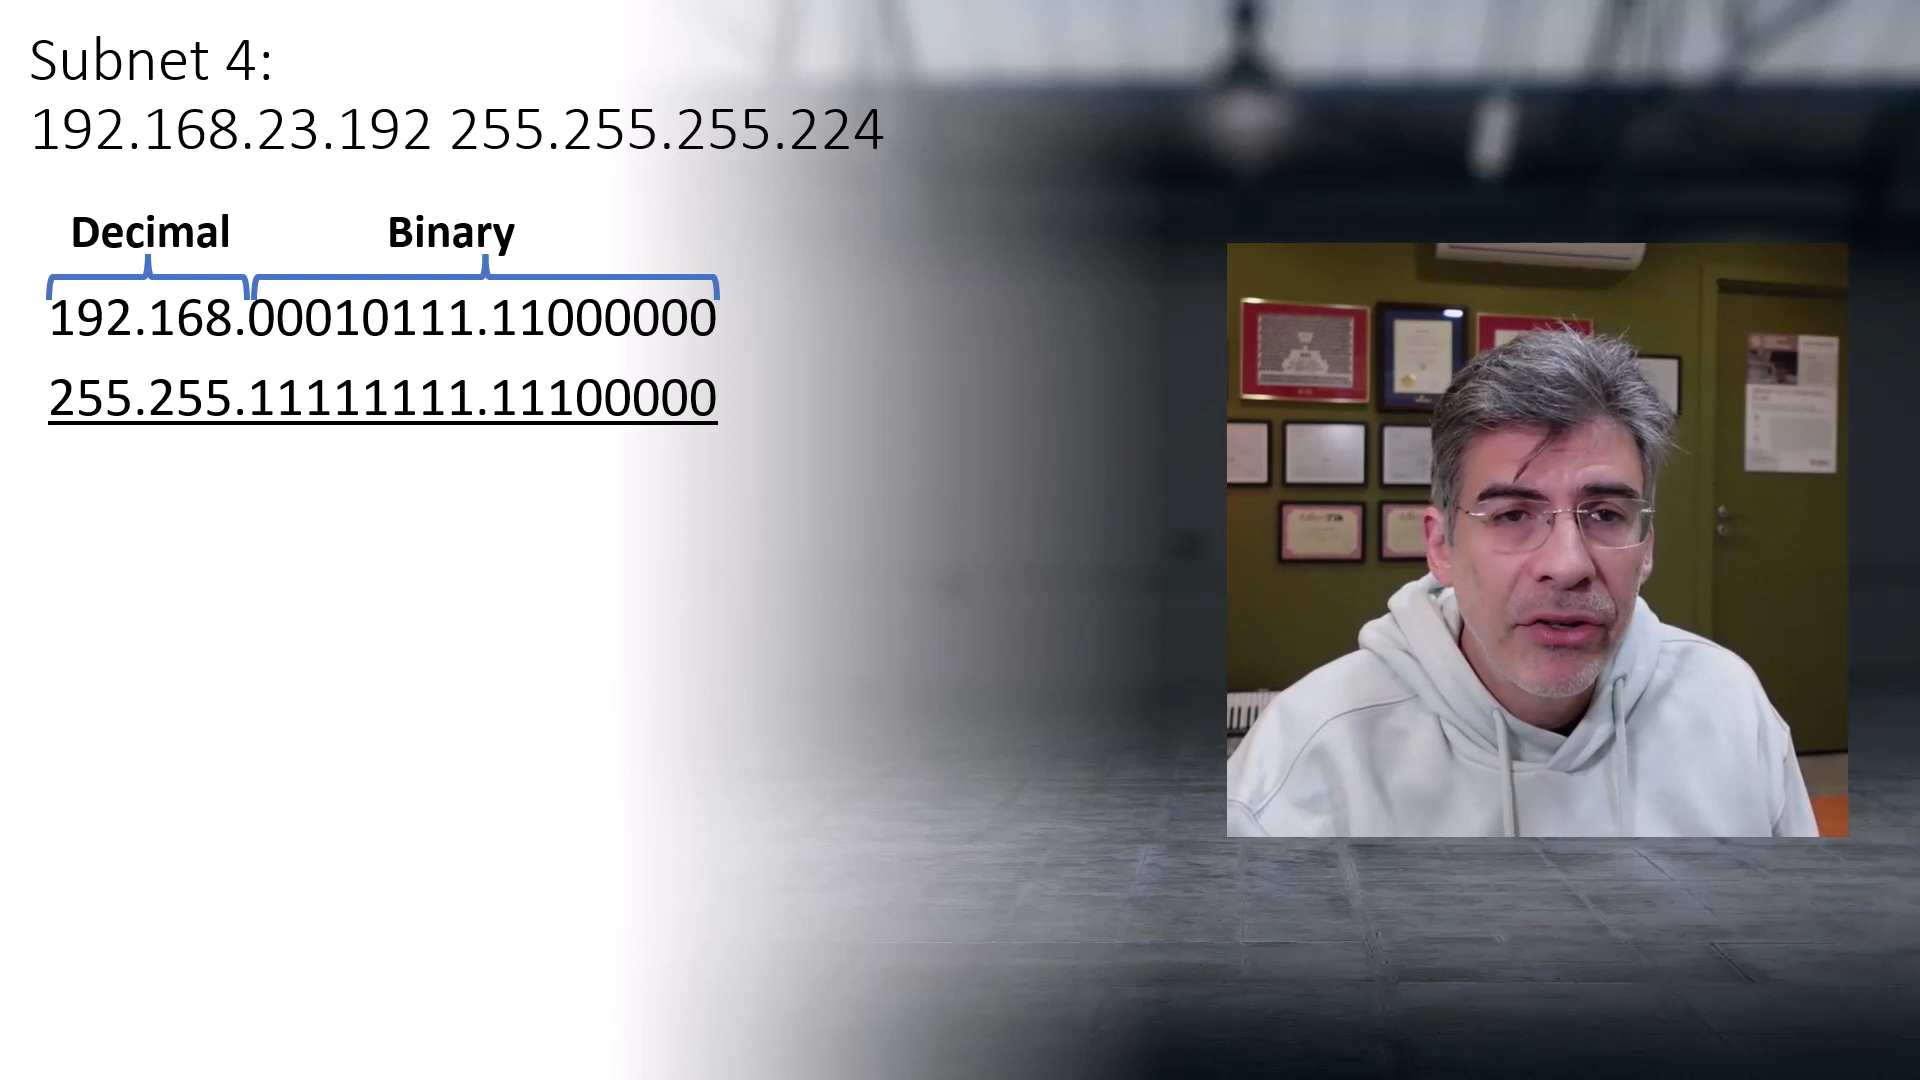 Subnet 4:
192.168.23.192 255.255.255.224
Decimal Binary
192.168.00010111.11000000
255.255.11111111.11100000